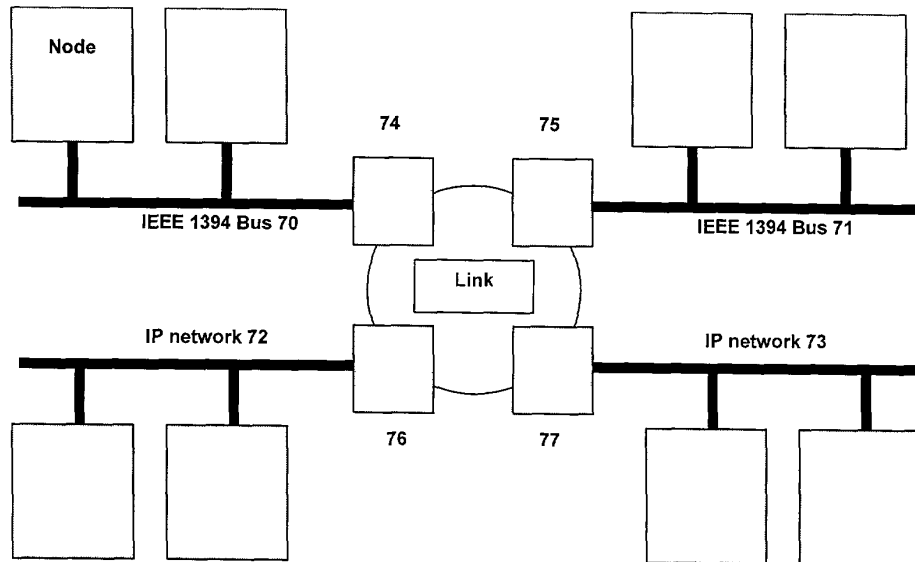 Node
74
75
IEEE 1394 Bus 70
IEEE 1394 Bus 71
Link
IP network 72
IP network 73
76
77